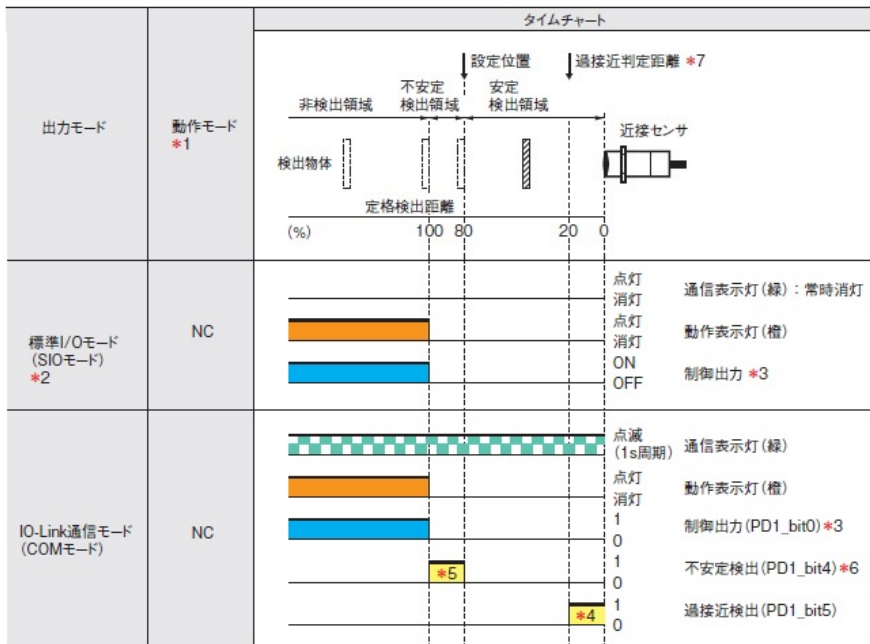 タイムチャート
出力モード
動作モード
*1
設定位置
過接近判定距離 *7
非検出領域
不安定
検出領域
安定
検出領域
近接センサ
検出物体
定格検出距離
(%)
100 80 20 0
標準I/Oモード
(SIOモード)
*2
NC
点灯
消灯
通信表示灯(緑):常時消灯
点灯
消灯
動作表示灯(橙)
ON
OFF
制御出力 *3
IO-Link通信モード
(COMモード)
NC
点滅
(1s周期)
通信表示灯(緑)
点灯
消灯
動作表示灯(橙)
1
0
制御出力(PD1_bit0)*3
*5
1
0
不安定検出(PD1_bit4)*6
*4
1
0
過接近検出(PD1_bit5)